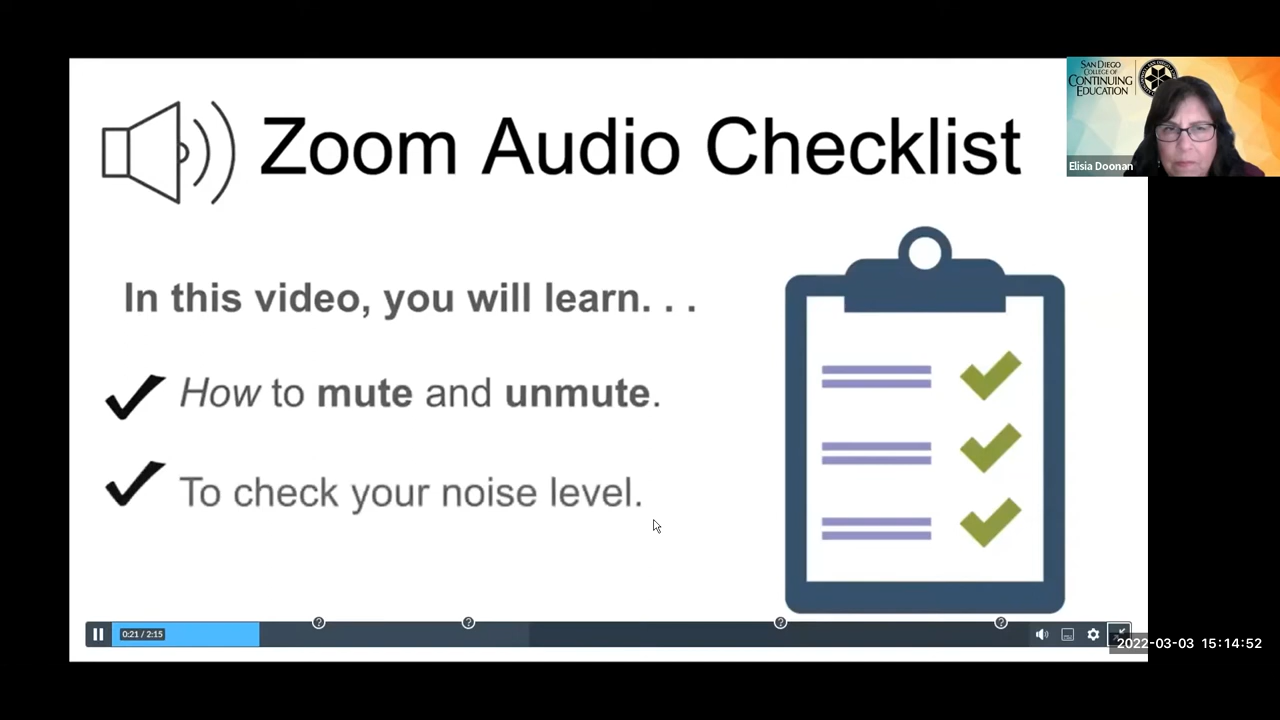 Zoom Audio Checklist
SAN DIEGO
COLLEGE OF
CONTINUING
EDUCATION
Elisia Doonan
In this video, you will learn. . .
How to mute and unmute.
To check your noise level.
0:21 / 2:15
2022-03-03 15:14:52